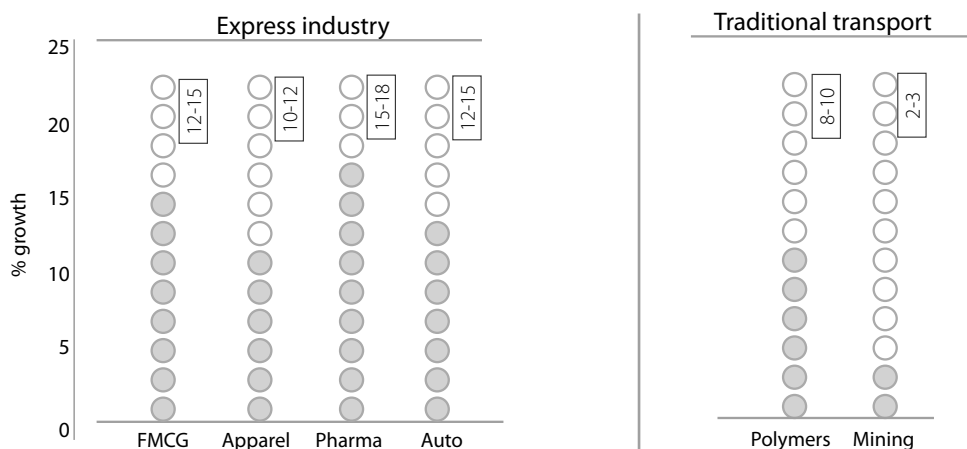 Express industry
Traditional transport
% growth
25
20
15
10
5
0
12-15
10-12
15-18
12-15
8-10
2-3
FMCG
Apparel
Pharma
Auto
Polymers
Mining